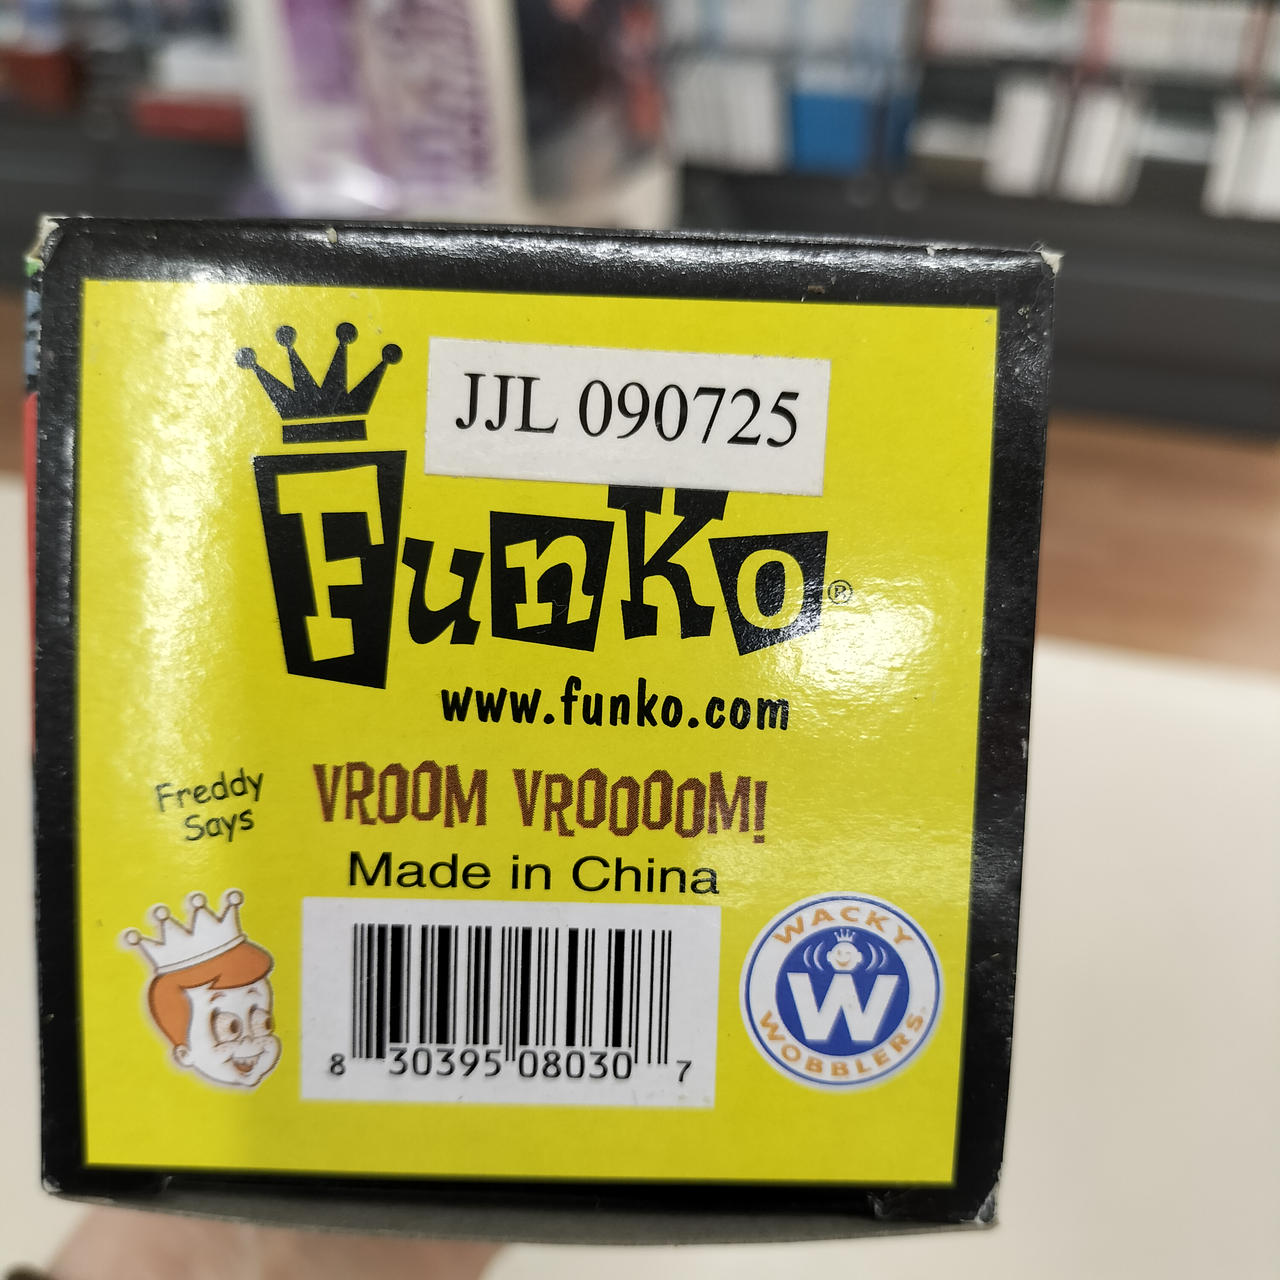 JJL 090725
Funko®
www.funko.com
Freddy
Says
VROOM VROOOOM!
Made in China
8 30395 08030 7
WACKY
W
WOBBLERS